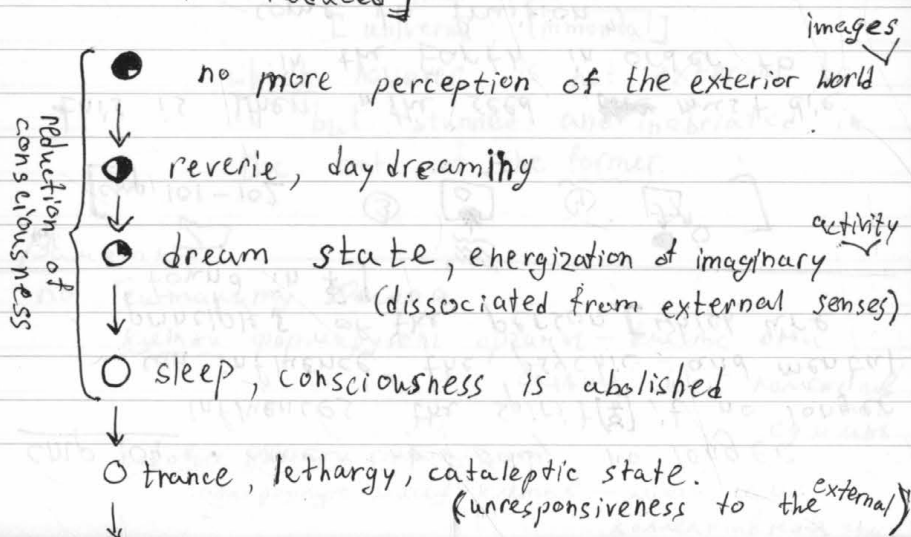 images
no more perception of the exterior world
reverie, day dreaming
activity
dream state, energization of imaginary
(dissociated from external senses)
sleep, consciousness is abolished
trance, lethargy, cataleptic state.
(unresponsiveness to the external)
reduction of
consciousness